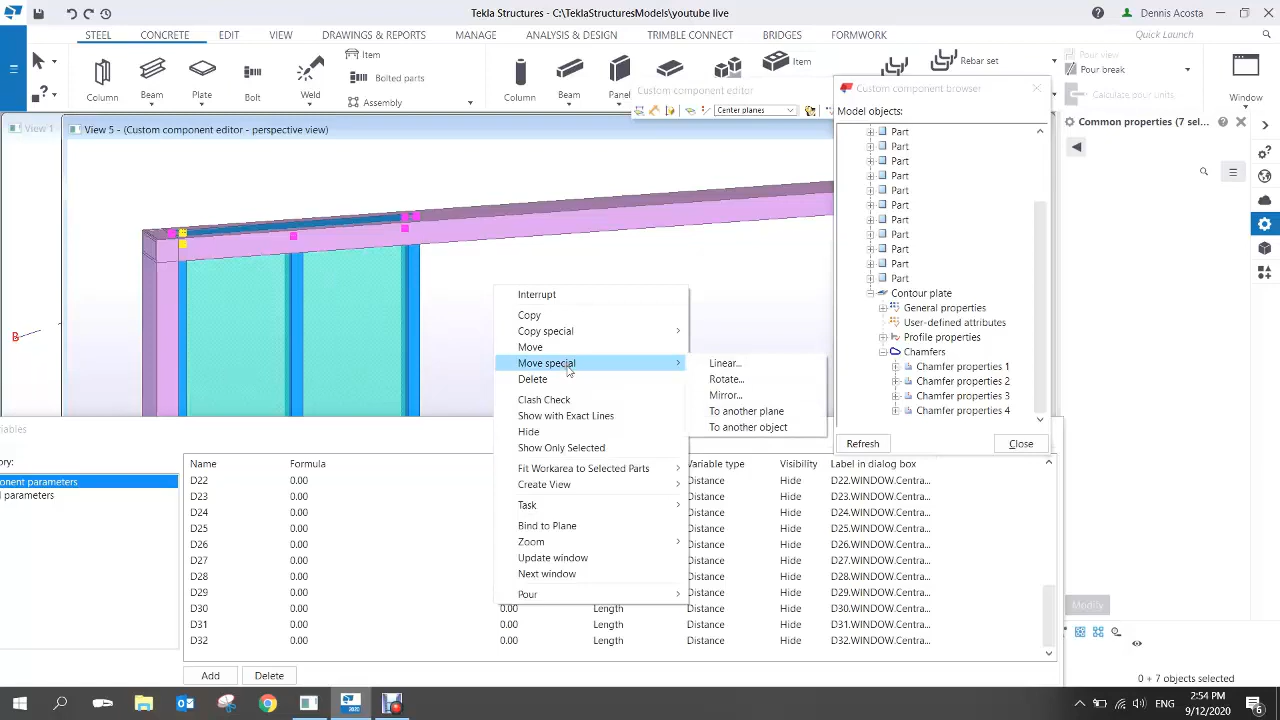 Tekla Structures - C:\TeklaStructuresModels\youtube live
Dennis Acosta
STEEL CONCRETE EDIT VIEW DRAWINGS & REPORTS MANAGE ANALYSIS & DESIGN TRIMBLE CONNECT BRIDGES FORMWORK Quick Launch
Item
Bolted parts
Assembly
Column Beam Plate Bolt Weld
Column Beam Panel
Item
Rebar set
Pour view
Pour break
Calculate pour units
Window
Custom component editor
Center planes
Custom component browser
Model objects:
Part
Part
Part
Part
Part
Part
Part
Part
Part
Part
Part
Contour plate
General properties
User-defined attributes
Profile properties
Chamfers
Chamfer properties 1
Chamfer properties 2
Chamfer properties 3
Chamfer properties 4
Refresh
Close
Common properties (7 sel...
Modify
0 + 7 objects selected
View 1
View 5 - (Custom component editor - perspective view)
B
Interrupt
Copy
Copy special
Move
Move special
Delete
Clash Check
Show with Exact Lines
Hide
Show Only Selected
Fit Workarea to Selected Parts
Create View
Task
Bind to Plane
Zoom
Update window
Next window
Pour
Linear...
Rotate...
Mirror...
To another plane
To another object
ariables
ory:
onent parameters
l parameters
Name Formula Variable type Visibility Label in dialog box
D22 0.00 Distance Hide D22.WINDOW.Centra...
D23 0.00 Distance Hide D23.WINDOW.Centra...
D24 0.00 Distance Hide D24.WINDOW.Centra...
D25 0.00 Distance Hide D25.WINDOW.Centra...
D26 0.00 Distance Hide D26.WINDOW.Centra...
D27 0.00 Distance Hide D27.WINDOW.Centra...
D28 0.00 Distance Hide D28.WINDOW.Centra...
D29 0.00 Distance Hide D29.WINDOW.Centra...
D30 0.00 0.00 Length Distance Hide D30.WINDOW.Centra...
D31 0.00 0.00 Length Distance Hide D31.WINDOW.Centra...
D32 0.00 0.00 Length Distance Hide D32.WINDOW.Centra...
Add Delete
2020
ENG
2:54 PM
9/12/2020
6